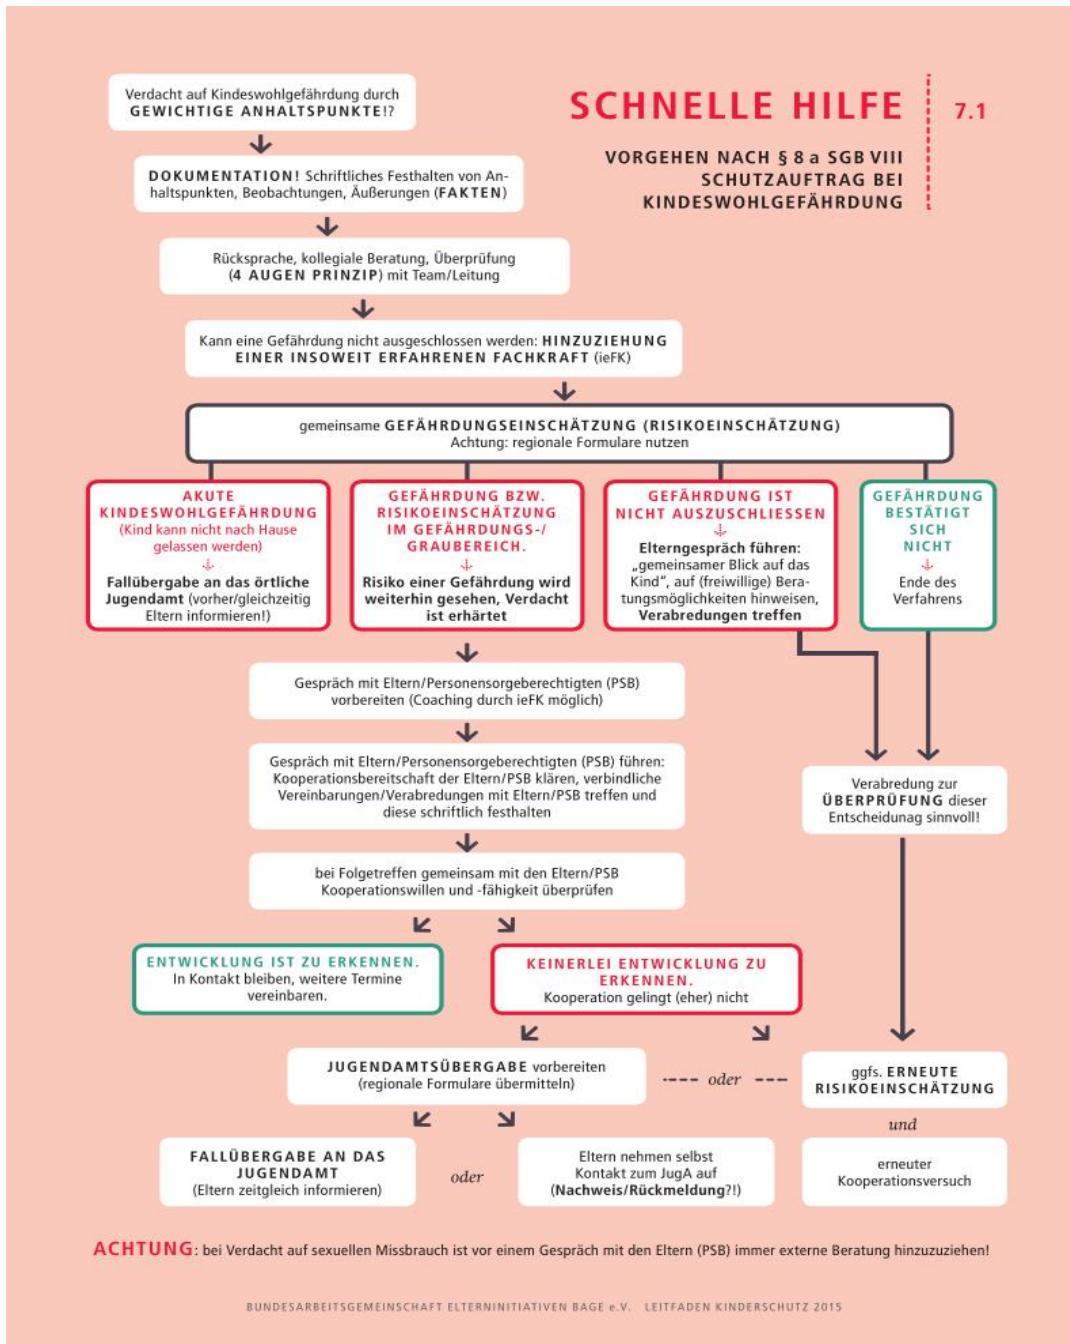 SCHNELLE HILFE
7.1
VORGEHEN NACH § 8 a SGB VIII
SCHUTZAUFTRAG BEI
KINDESWOHLGEFÄHRDUNG
Verdacht auf Kindeswohlgefährdung durch
GEWICHTIGE ANHALTSPUNKTE!?
DOKUMENTATION! Schriftliches Festhalten von An-
haltspunkten, Beobachtungen, Äußerungen (FAKTEN)
Rücksprache, kollegiale Beratung, Überprüfung
(4 AUGEN PRINZIP) mit Team/Leitung
Kann eine Gefährdung nicht ausgeschlossen werden: HINZUZIEHUNG
EINER INSOWEIT ERFAHRENEN FACHKRAFT (ieFK)
gemeinsame GEFÄHRDUNGSEINSCHÄTZUNG (RISIKOEINSCHÄTZUNG)
Achtung: regionale Formulare nutzen
AKUTE
KINDESWOHLGEFÄHRDUNG
(Kind kann nicht nach Hause
gelassen werden)
Fallübergabe an das örtliche
Jugendamt (vorher/gleichzeitig
Eltern informieren!)
GEFÄHRDUNG BZW.
RISIKOEINSCHÄTZUNG
IM GEFÄHRDUNGS-/
GRAUBEREICH.
Risiko einer Gefährdung wird
weiterhin gesehen, Verdacht
ist erhärtet
GEFÄHRDUNG IST
NICHT AUSZUSCHLIESSEN
Elterngespräch führen:
„gemeinsamer Blick auf das
Kind“, auf (freiwillige) Bera-
tungsmöglichkeiten hinweisen,
Verabredungen treffen
GEFÄHRDUNG
BESTÄTIGT
SICH
NICHT
Ende des
Verfahrens
Gespräch mit Eltern/Personensorgeberechtigten (PSB)
vorbereiten (Coaching durch ieFK möglich)
Gespräch mit Eltern/Personensorgeberechtigten (PSB) führen:
Kooperationsbereitschaft der Eltern/PSB klären, verbindliche
Vereinbarungen/Verabredungen mit Eltern/PSB treffen und
diese schriftlich festhalten
Verabredung zur
ÜBERPRÜFUNG dieser
Entscheidunag sinnvoll!
bei Folgetreffen gemeinsam mit den Eltern/PSB
Kooperationswillen und -fähigkeit überprüfen
ENTWICKLUNG IST ZU ERKENNEN.
In Kontakt bleiben, weitere Termine
vereinbaren.
KEINERLEI ENTWICKLUNG ZU
ERKENNEN.
Kooperation gelingt (eher) nicht
JUGENDAMTSÜBERGABE vorbereiten
(regionale Formulare übermitteln)
oder
ggfs. ERNEUTE
RISIKOEINSCHÄTZUNG
und
FALLÜBERGABE AN DAS
JUGENDAMT
(Eltern zeitgleich informieren)
oder
Eltern nehmen selbst
Kontakt zum JugA auf
(Nachweis/Rückmeldung?!)
erneuter
Kooperationsversuch
ACHTUNG: bei Verdacht auf sexuellen Missbrauch ist vor einem Gespräch mit den Eltern (PSB) immer externe Beratung hinzuzuziehen!
BUNDESARBEITSGEMEINSCHAFT ELTERNINITIATIVEN BAGE e.V. LEITFADEN KINDERSCHUTZ 2015